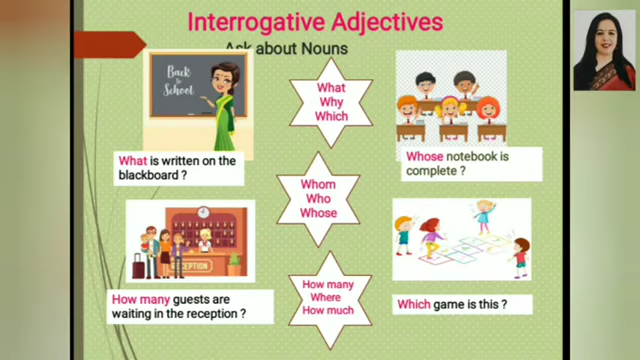 Interrogative Adjectives
Ask about Nouns
Back
to
School
What
Why
Which
What is written on the
blackboard ?
Whose notebook is
complete ?
Whom
Who
Whose
RECEPTION
How many guests are
waiting in the reception ?
How many
Where
How much
Which game is this ?